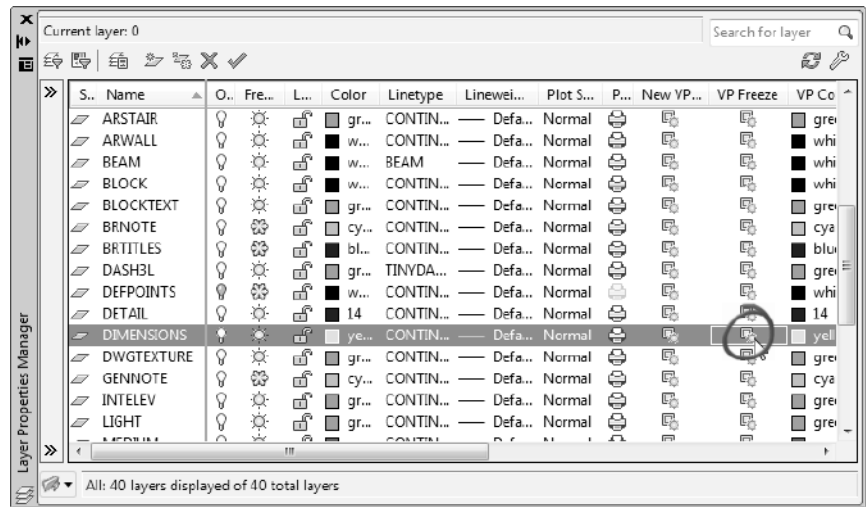 Current layer: 0
Search for layer
S.. Name O.. Fre... L... Color Linetype Linewei... Plot S... P... New VP... VP Freeze VP Co
ARSTAIR gr... CONTIN... Defa... Normal gree
ARWALL w... CONTIN... Defa... Normal whi
BEAM w... BEAM Defa... Normal whi
BLOCK w... CONTIN... Defa... Normal whi
BLOCKTEXT gr... CONTIN... Defa... Normal gree
BRNOTE cy... CONTIN... Defa... Normal cya
BRTITLES bl... CONTIN... Defa... Normal blue
DASH3L gr... TINYDA... Defa... Normal gree
DEFPOINTS w... CONTIN... Defa... Normal whi
DETAIL 14 CONTIN... Defa... Normal 14
DIMENSIONS ye... CONTIN... Defa... Normal yell
DWGTEXTURE gr... CONTIN... Defa... Normal gree
GENNOTE cy... CONTIN... Defa... Normal cya
INTELEV gr... CONTIN... Defa... Normal gree
LIGHT gr... CONTIN... Defa... Normal gree
Layer Properties Manager
All: 40 layers displayed of 40 total layers